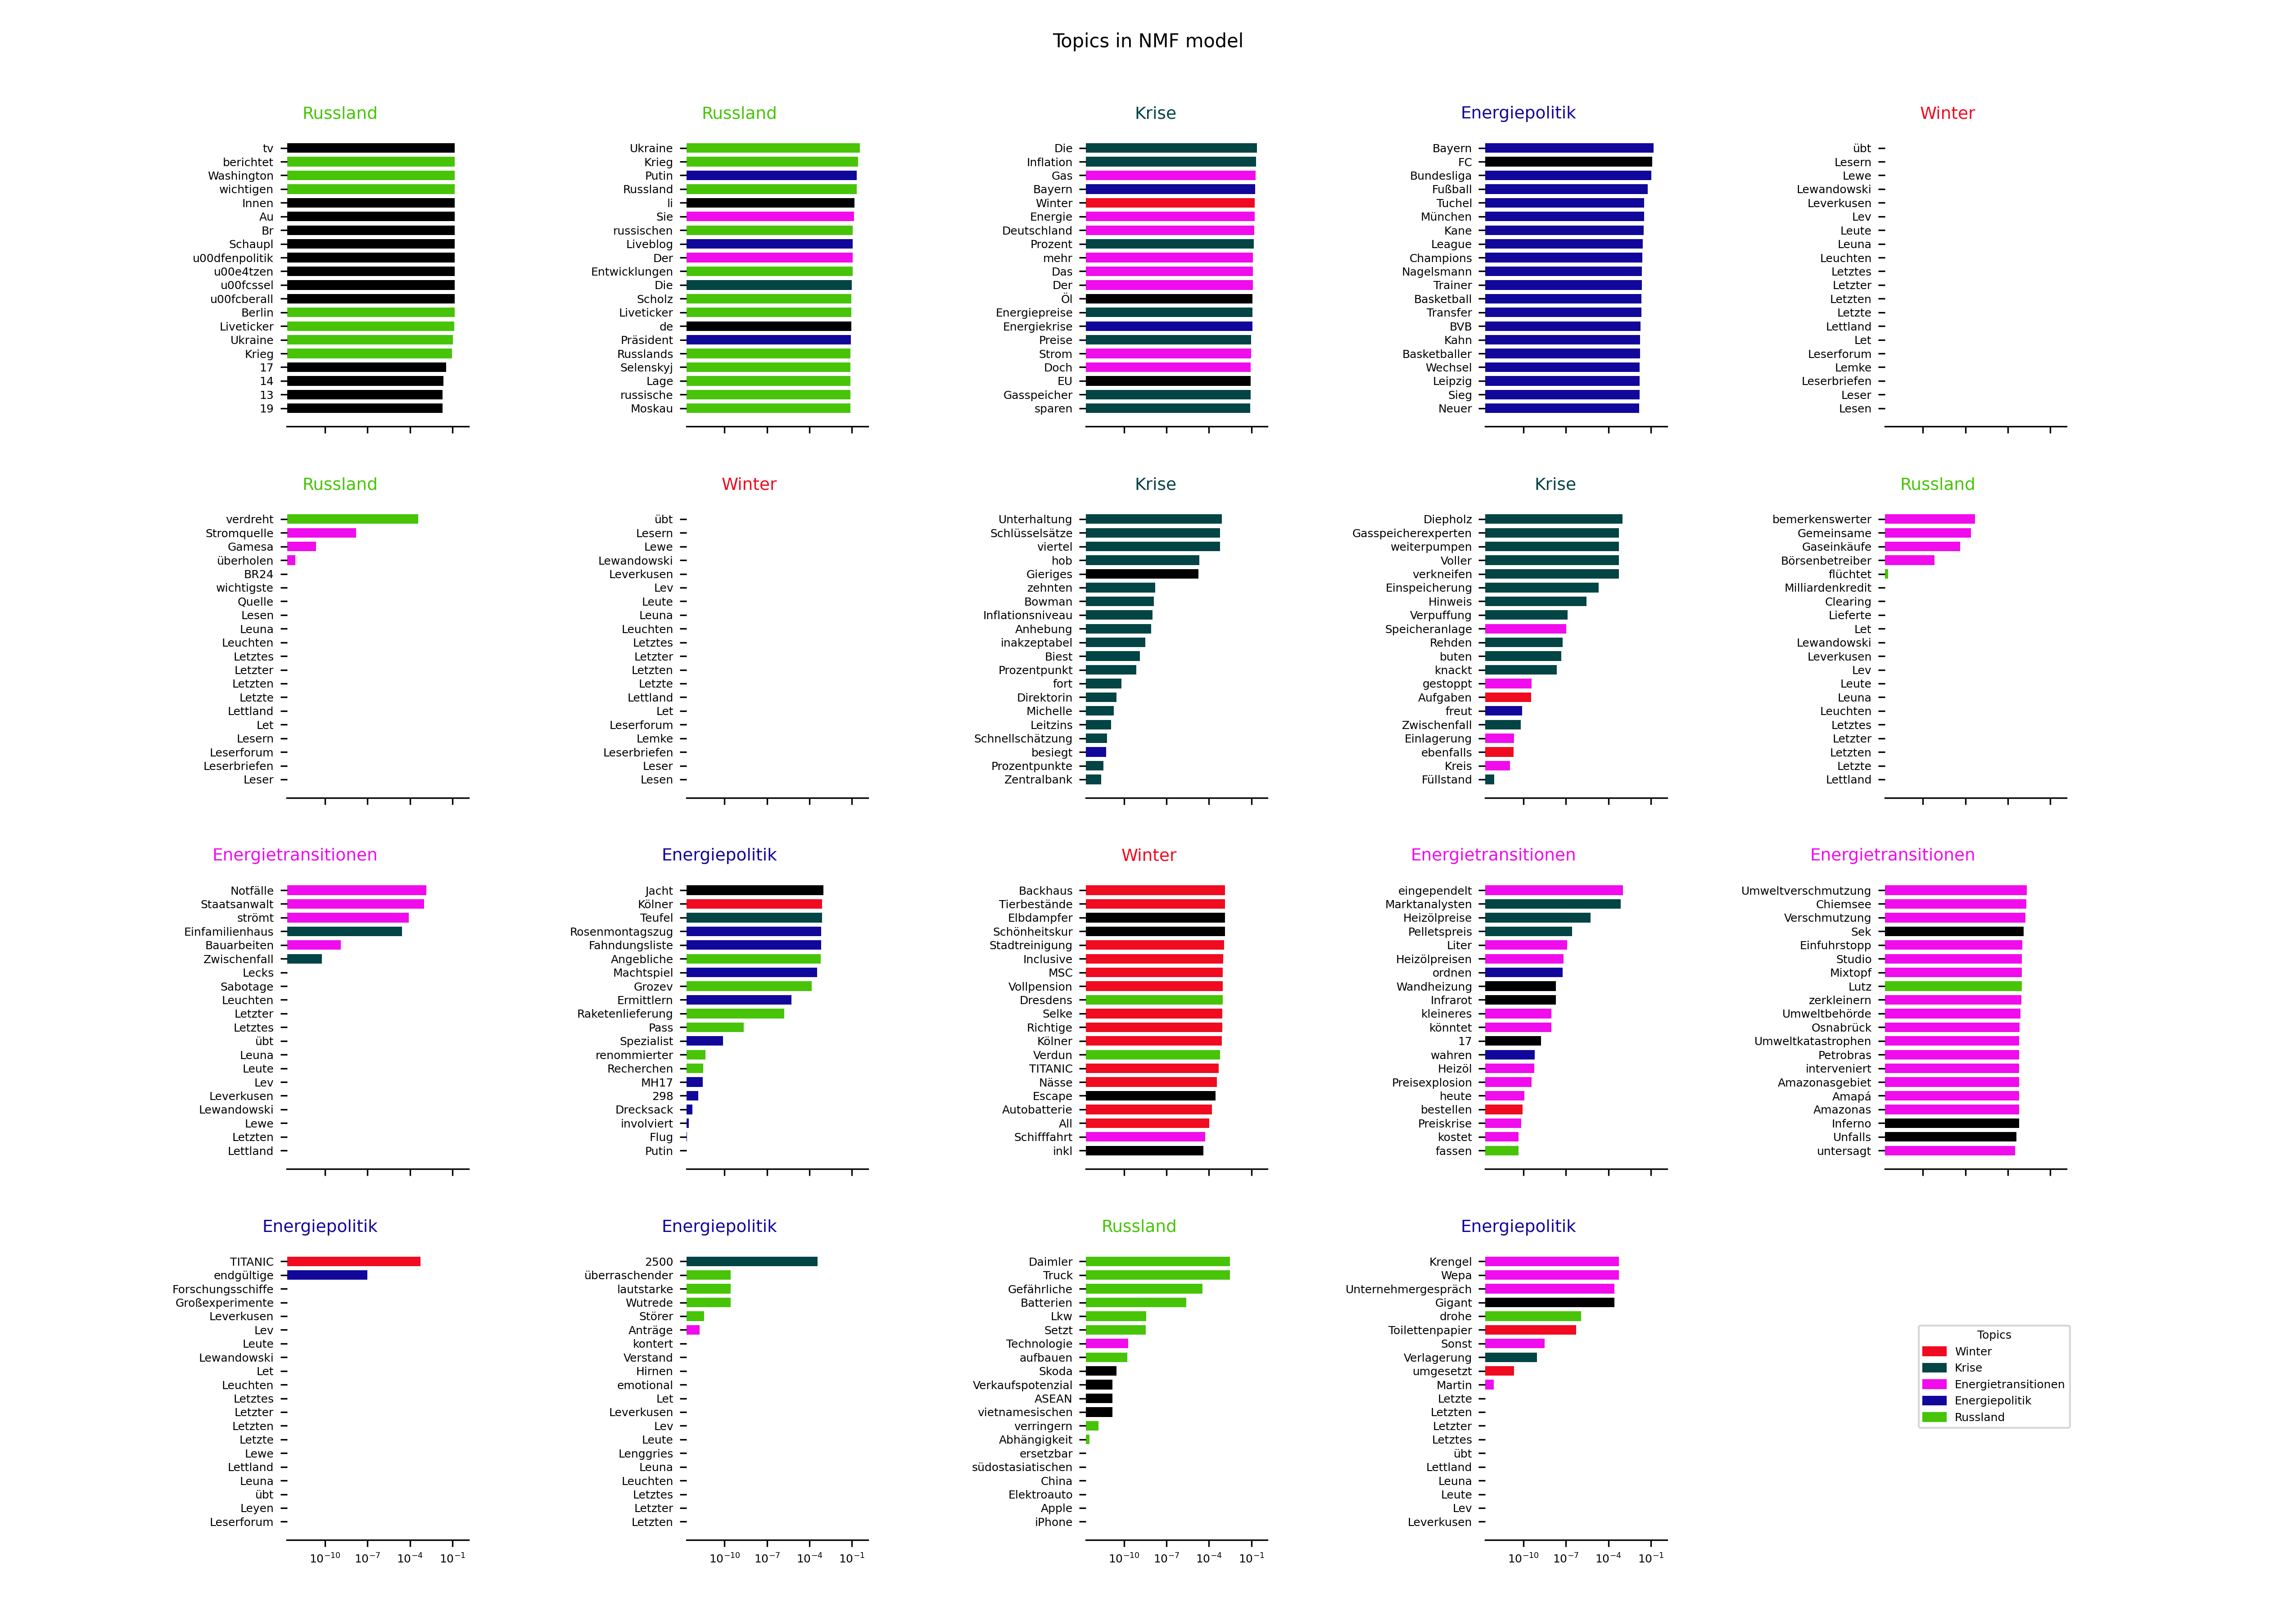 Topics in NMF model
Russland
tv
berichtet
Washington
wichtigen
Innen
Au
Br
Schaupl
u00dfenpolitik
u00e4tzen
u00fcssel
u00fcberall
Berlin
Liveticker
Ukraine
Krieg
17
14
13
19
Russland
Ukraine
Krieg
Putin
Russland
li
Sie
russischen
Liveblog
Der
Entwicklungen
Die
Scholz
Liveticker
de
Präsident
Russlands
Selenskyj
Lage
russische
Moskau
Krise
Die
Inflation
Gas
Bayern
Winter
Energie
Deutschland
Prozent
mehr
Das
Der
Öl
Energiepreise
Energiekrise
Preise
Strom
Doch
EU
Gasspeicher
sparen
Energiepolitik
Bayern
FC
Bundesliga
Fußball
Tuchel
München
Kane
League
Champions
Nagelsmann
Trainer
Basketball
Transfer
BVB
Kahn
Basketballer
Wechsel
Leipzig
Sieg
Neuer
Winter
übt
Lesern
Lewe
Lewandowski
Leverkusen
Lev
Leute
Leuna
Leuchten
Letztes
Letzter
Letzten
Letzte
Lettland
Let
Leserforum
Lemke
Leserbriefen
Leser
Lesen
Russland
verdreht
Stromquelle
Gamesa
überholen
BR24
wichtigste
Quelle
Lesen
Leuna
Leuchten
Letztes
Letzter
Letzten
Letzte
Lettland
Let
Lesern
Leserforum
Leserbriefen
Leser
Winter
übt
Lesern
Lewe
Lewandowski
Leverkusen
Lev
Leute
Leuna
Leuchten
Letztes
Letzter
Letzten
Letzte
Lettland
Let
Leserforum
Lemke
Leserbriefen
Leser
Lesen
Krise
Unterhaltung
Schlüsselsätze
viertel
hob
Gieriges
zehnten
Bowman
Inflationsniveau
Anhebung
inakzeptabel
Biest
Prozentpunkt
fort
Direktorin
Michelle
Leitzins
Schnellschätzung
besiegt
Prozentpunkte
Zentralbank
Krise
Diepholz
Gasspeicherexperten
weiterpumpen
Voller
verkneifen
Einspeicherung
Hinweis
Verpuffung
Speicheranlage
Rehden
buten
knackt
gestoppt
Aufgaben
freut
Zwischenfall
Einlagerung
ebenfalls
Kreis
Füllstand
Russland
bemerkenswerter
Gemeinsame
Gaseinkäufe
Börsenbetreiber
flüchtet
Milliardenkredit
Clearing
Lieferte
Let
Lewandowski
Leverkusen
Lev
Leute
Leuna
Leuchten
Letztes
Letzter
Letzten
Letzte
Lettland
Energietransitionen
Notfälle
Staatsanwalt
strömt
Einfamilienhaus
Bauarbeiten
Zwischenfall
Lecks
Sabotage
Leuchten
Letzter
Letztes
übt
Leuna
Leute
Lev
Leverkusen
Lewandowski
Lewe
Letzten
Lettland
Energiepolitik
Jacht
Kölner
Teufel
Rosenmontagszug
Fahndungsliste
Angebliche
Machtspiel
Grozev
Ermittlern
Raketenlieferung
Pass
Spezialist
renommierter
Recherchen
MH17
298
Drecksack
involviert
Flug
Putin
Winter
Backhaus
Tierbestände
Elbdampfer
Schönheitskur
Stadtreinigung
Inclusive
MSC
Vollpension
Dresdens
Selke
Richtige
Kölner
Verdun
TITANIC
Nässe
Escape
Autobatterie
All
Schifffahrt
inkl
Energietransitionen
eingependelt
Marktanalysten
Heizölpreise
Pelletspreis
Liter
Heizölpreisen
ordnen
Wandheizung
Infrarot
kleineres
könntet
17
wahren
Heizöl
Preisexplosion
heute
bestellen
Preiskrise
kostet
fassen
Energietransitionen
Umweltverschmutzung
Chiemsee
Verschmutzung
Sek
Einfuhrstopp
Studio
Mixtopf
Lutz
zerkleinern
Umweltbehörde
Osnabrück
Umweltkatastrophen
Petrobras
interveniert
Amazonasgebiet
Amapá
Amazonas
Inferno
Unfalls
untersagt
Energiepolitik
TITANIC
endgültige
Forschungsschiffe
Großexperimente
Leverkusen
Lev
Leute
Lewandowski
Let
Leuchten
Letztes
Letzter
Letzten
Letzte
Lewe
Lettland
Leuna
übt
Leyen
Leserforum
10⁻¹⁰ 10⁻⁷ 10⁻⁴ 10⁻¹
Energiepolitik
2500
überraschender
lautstarke
Wutrede
Störer
Anträge
kontert
Verstand
Hirnen
emotional
Let
Leverkusen
Lev
Leute
Lenggries
Leuna
Leuchten
Letztes
Letzter
Letzten
10⁻¹⁰ 10⁻⁷ 10⁻⁴ 10⁻¹
Russland
Daimler
Truck
Gefährliche
Batterien
Lkw
Setzt
Technologie
aufbauen
Skoda
Verkaufspotenzial
ASEAN
vietnamesischen
verringern
Abhängigkeit
ersetzbar
südostasiatischen
China
Elektroauto
Apple
iPhone
10⁻¹⁰ 10⁻⁷ 10⁻⁴ 10⁻¹
Energiepolitik
Krengel
Wepa
Unternehmergespräch
Gigant
drohe
Toilettenpapier
Sonst
Verlagerung
umgesetzt
Martin
Letzte
Letzten
Letzter
Letztes
übt
Lettland
Leuna
Leute
Lev
Leverkusen
10⁻¹⁰ 10⁻⁷ 10⁻⁴ 10⁻¹
Topics
Winter
Krise
Energietransitionen
Energiepolitik
Russland